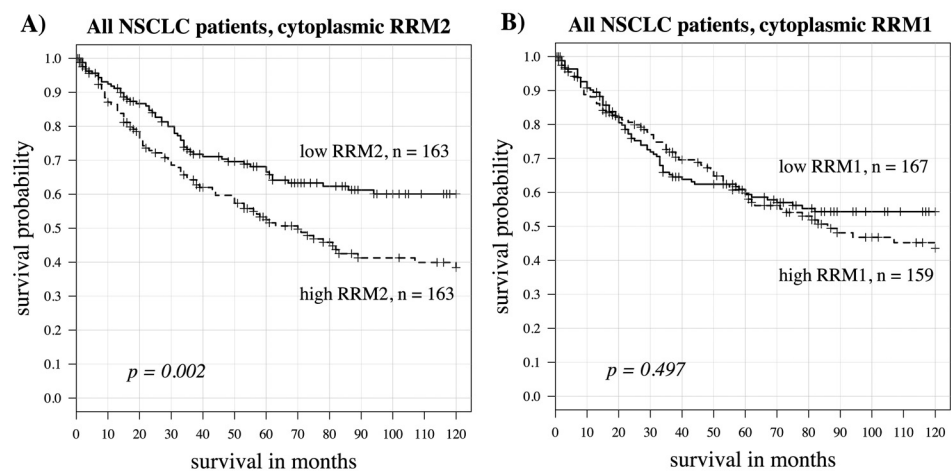 A) All NSCLC patients, cytoplasmic RRM2
survival probability
1.0
0.9
0.8
0.7
0.6
0.5
0.4
0.3
0.2
0.1
0.0
low RRM2, n = 163
high RRM2, n = 163
p = 0.002
0 10 20 30 40 50 60 70 80 90 100 110 120
survival in months
B) All NSCLC patients, cytoplasmic RRM1
survival probability
1.0
0.9
0.8
0.7
0.6
0.5
0.4
0.3
0.2
0.1
0.0
low RRM1, n = 167
high RRM1, n = 159
p = 0.497
0 10 20 30 40 50 60 70 80 90 100 110 120
survival in months